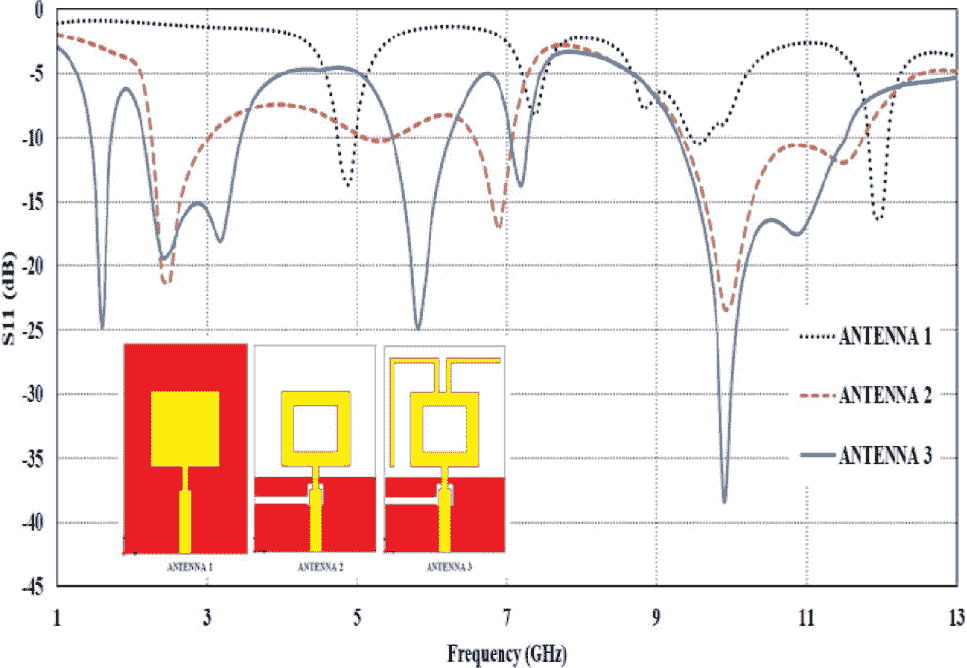 0
-5
-10
-15
-20
-25
-30
-35
-40
-45
S11 (dB)
ANTENNA 1
ANTENNA 2
ANTENNA 3
ANTENNA 1
ANTENNA 2
ANTENNA 3
1
3
5
7
9
11
13
Frequency (GHz)